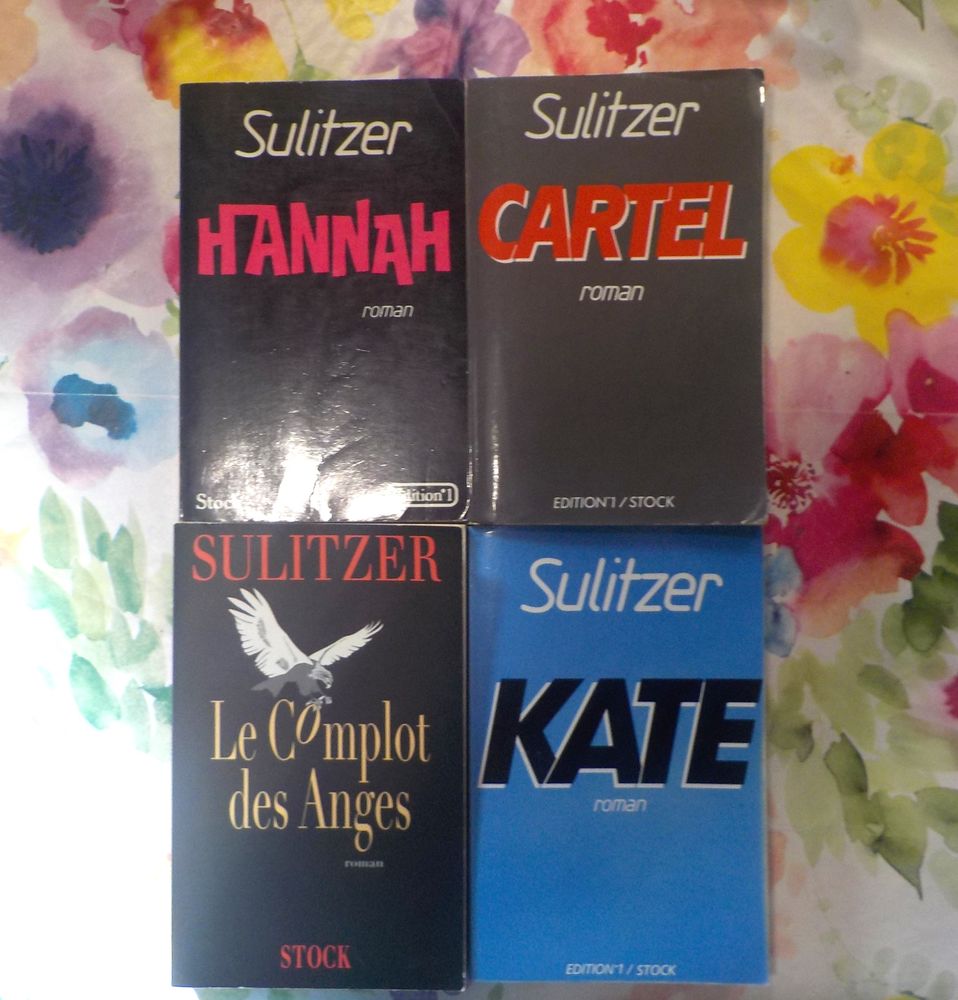 Sulitzer
HANNAH
roman
Stock
Sulitzer
CARTEL
roman
EDITION°1 / STOCK
SULITZER
Le Complot
des Anges
roman
STOCK
Sulitzer
KATE
roman
EDITION°1 / STOCK